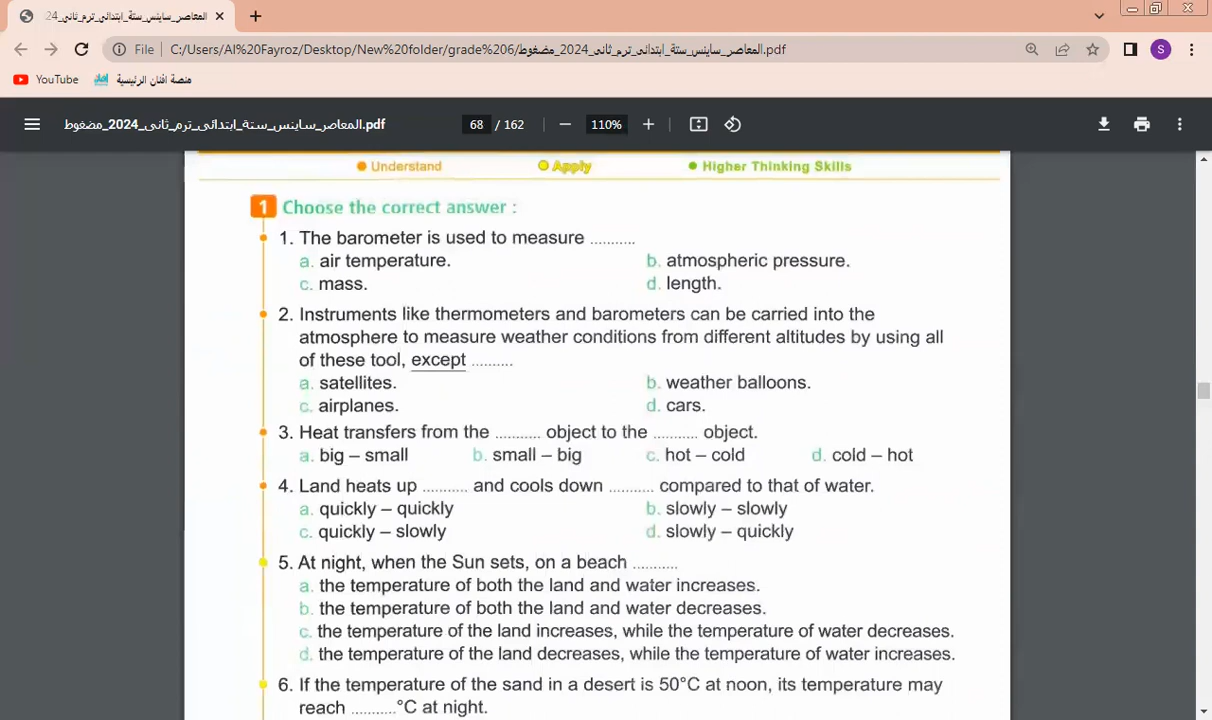 المعاصر_ساينس_ستة_ابتدائى_ترم_ثانى_24
File C:/Users/Al%20Fayroz/Desktop/New%20folder/grade%206/المعاصر_ساينس_ستة_ابتدائى_ترم_ثانى_2024_مضغوط.pdf
S
YouTube منصة افنان الرئيسية
المعاصر_ساينس_ستة_ابتدائى_ترم_ثانى_2024_مضغوط.pdf 68 / 162 110%
Understand Apply Higher Thinking Skills
1 Choose the correct answer :
1. The barometer is used to measure ...........
a. air temperature. b. atmospheric pressure.
c. mass. d. length.
2. Instruments like thermometers and barometers can be carried into the
atmosphere to measure weather conditions from different altitudes by using all
of these tool, except ..........
a. satellites. b. weather balloons.
c. airplanes. d. cars.
3. Heat transfers from the .......... object to the .......... object.
a. big – small b. small – big c. hot – cold d. cold – hot
4. Land heats up .......... and cools down .......... compared to that of water.
a. quickly – quickly b. slowly – slowly
c. quickly – slowly d. slowly – quickly
5. At night, when the Sun sets, on a beach ..........
a. the temperature of both the land and water increases.
b. the temperature of both the land and water decreases.
c. the temperature of the land increases, while the temperature of water decreases.
d. the temperature of the land decreases, while the temperature of water increases.
6. If the temperature of the sand in a desert is 50°C at noon, its temperature may
reach ..........°C at night.